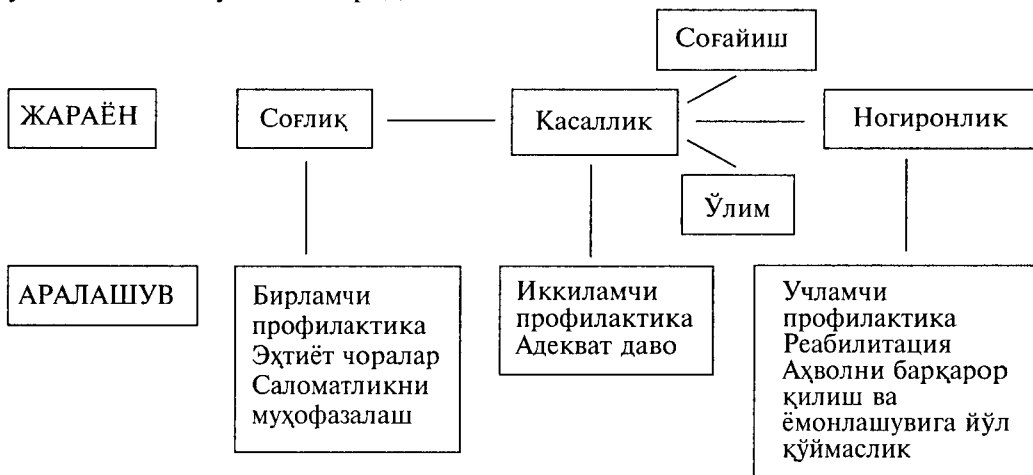 Соғайиш
ЖАРАЁН
Соғлиқ
Касаллик
Ногиронлик
Ўлим
АРАЛАШУВ
Бирламчи
профилактика
Эҳтиёт чоралар
Саломатликни
муҳофазалаш
Иккиламчи
профилактика
Адекват даво
Учламчи
профилактика
Реабилитация
Аҳволни барқарор
қилиш ва
ёмонлашувига йўл
қўймаслик